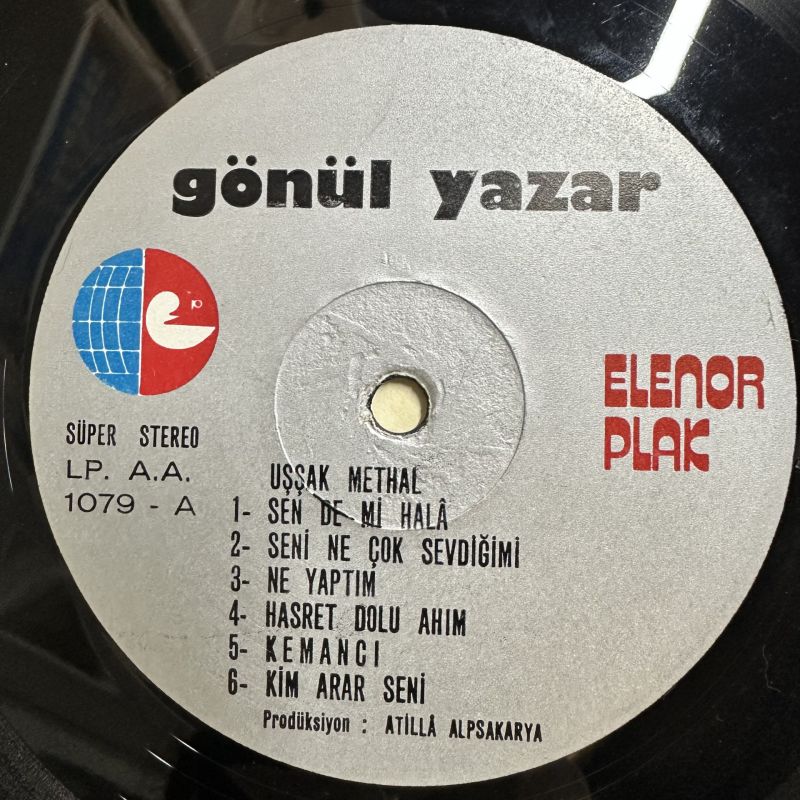 gönül yazar
ELENOR
PLAK
SÜPER STEREO
LP. A.A.
1079 - A
UŞŞAK METHAL
1- SEN DE-Mİ HALÂ
2- SENİ NE ÇOK SEVDİĞİMİ
3- NE YAPTIM
4- HASRET DOLU AHIM
5- KEMANCI
6- KİM ARAR SENİ
Prodüksiyon : ATİLLÂ ALPSAKARYA